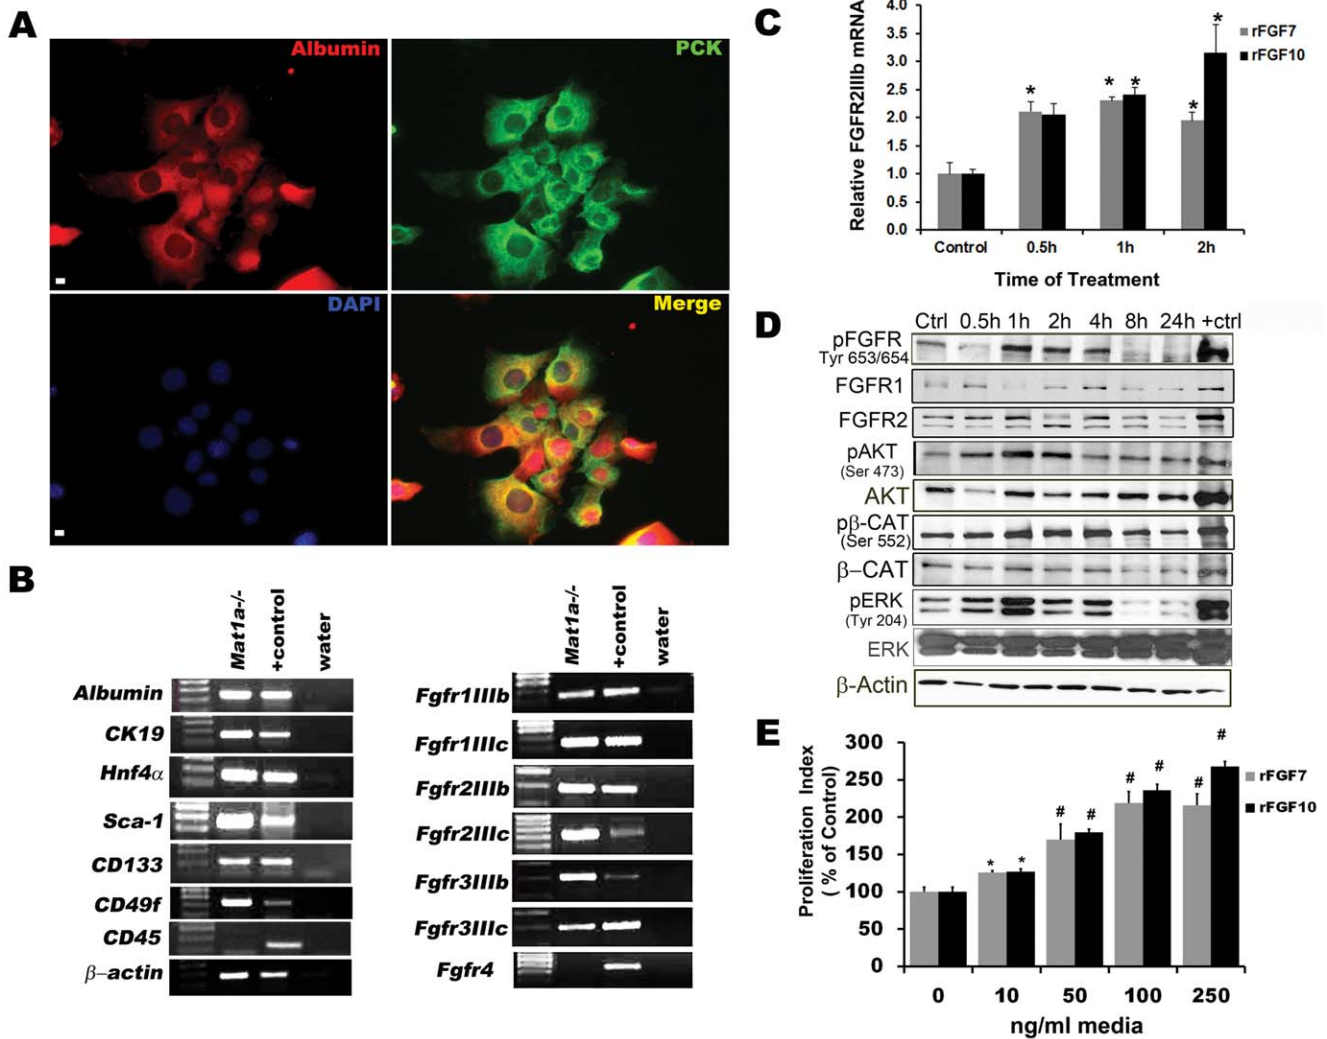 A
Albumin
PCK
DAPI
Merge
B
Mat1a-/-
+control
water
Albumin
CK19
Hnf4α
Sca-1
CD133
CD49f
CD45
β-actin
Mat1a-/-
+control
water
Fgfr1IIIb
Fgfr1IIIc
Fgfr2IIIb
Fgfr2IIIc
Fgfr3IIIb
Fgfr3IIIc
Fgfr4
C
Relative FGFR2IIIb mRNA
4.0
3.5
3.0
2.5
2.0
1.5
1.0
0.5
0.0
* * * * *
rFGF7
rFGF10
Control 0.5h 1h 2h
Time of Treatment
D
Ctrl 0.5h 1h 2h 4h 8h 24h +ctrl
pFGFR
Tyr 653/654
FGFR1
FGFR2
pAKT
(Ser 473)
AKT
pβ-CAT
(Ser 552)
β-CAT
pERK
(Tyr 204)
ERK
β-Actin
E
Proliferation Index
( % of Control)
300
250
200
150
100
50
0
* * # # # # # #
rFGF7
rFGF10
0 10 50 100 250
ng/ml media